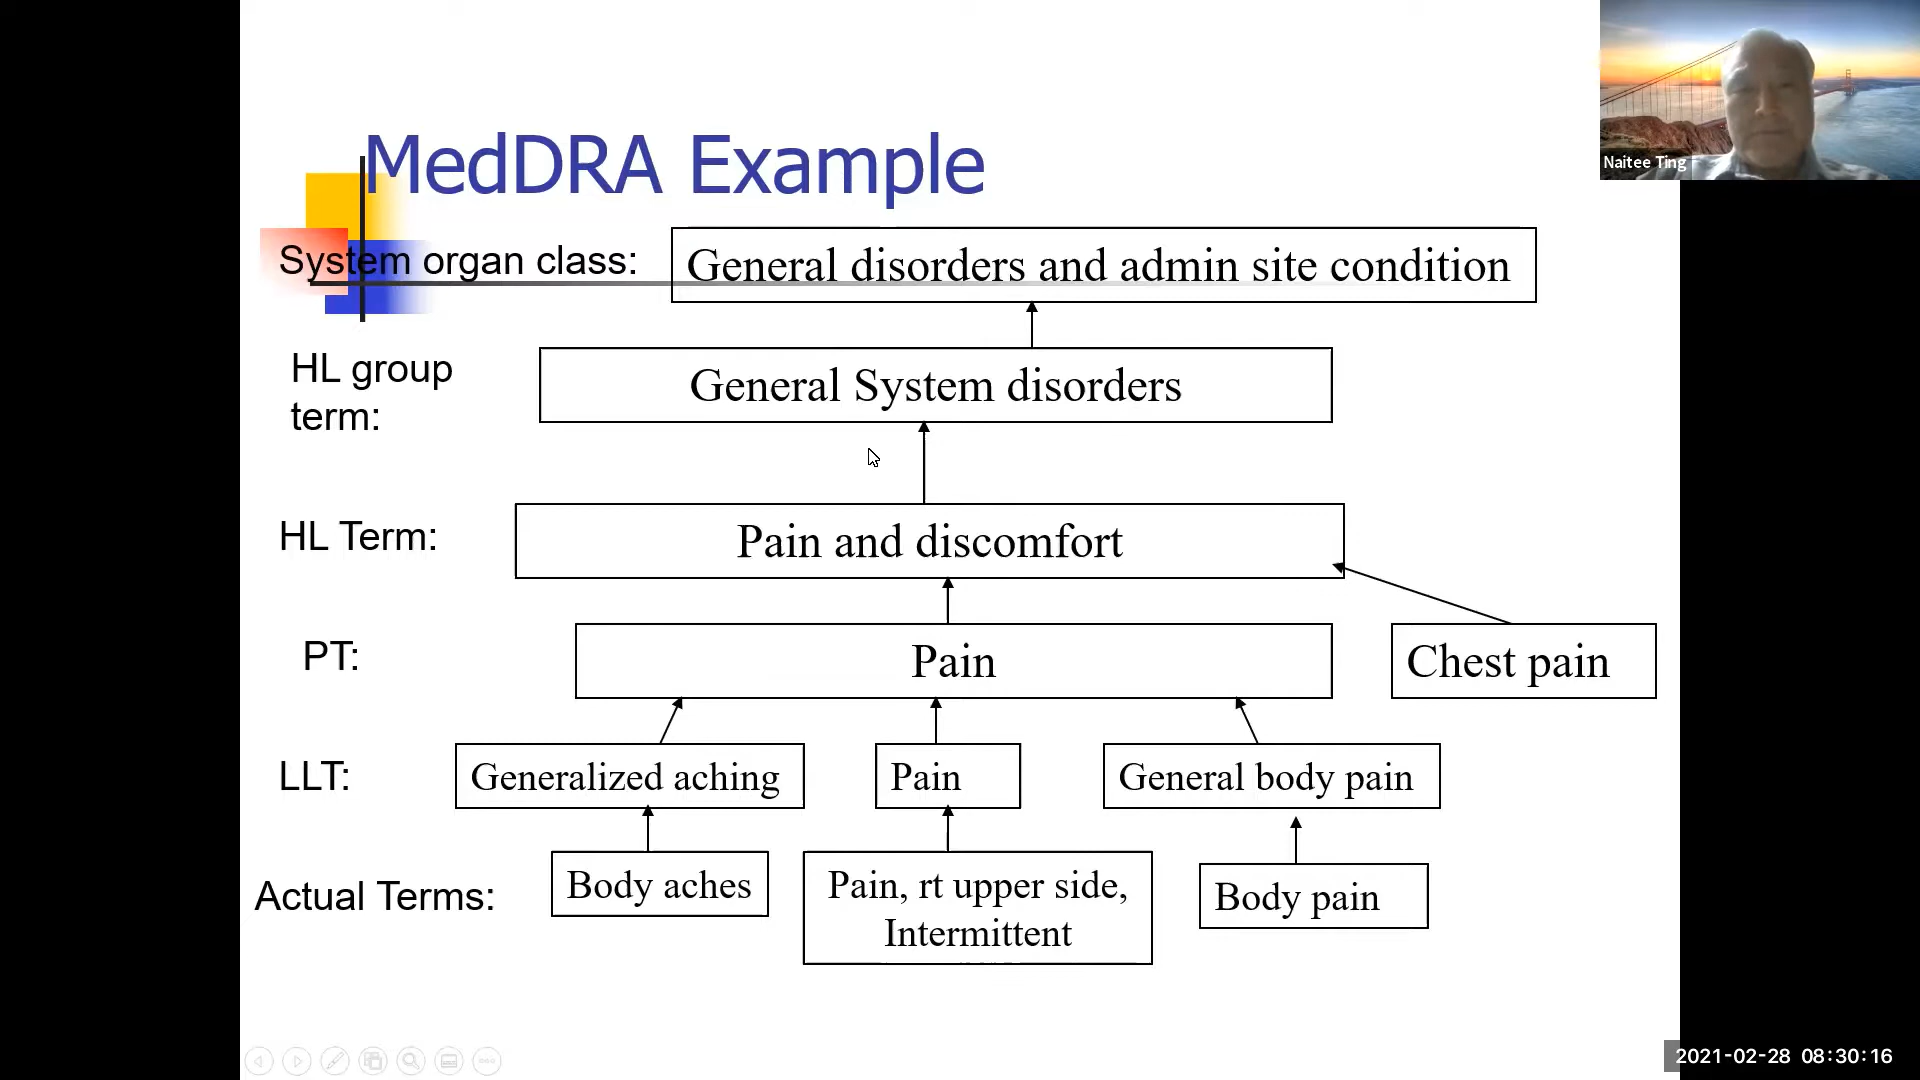 MedDRA Example
Naitee Ting
System organ class:
General disorders and admin site condition
HL group
term:
General System disorders
HL Term:
Pain and discomfort
PT:
Pain
Chest pain
LLT:
Generalized aching
Pain
General body pain
Actual Terms:
Body aches
Pain, rt upper side,
Intermittent
Body pain
2021-02-28 08:30:16